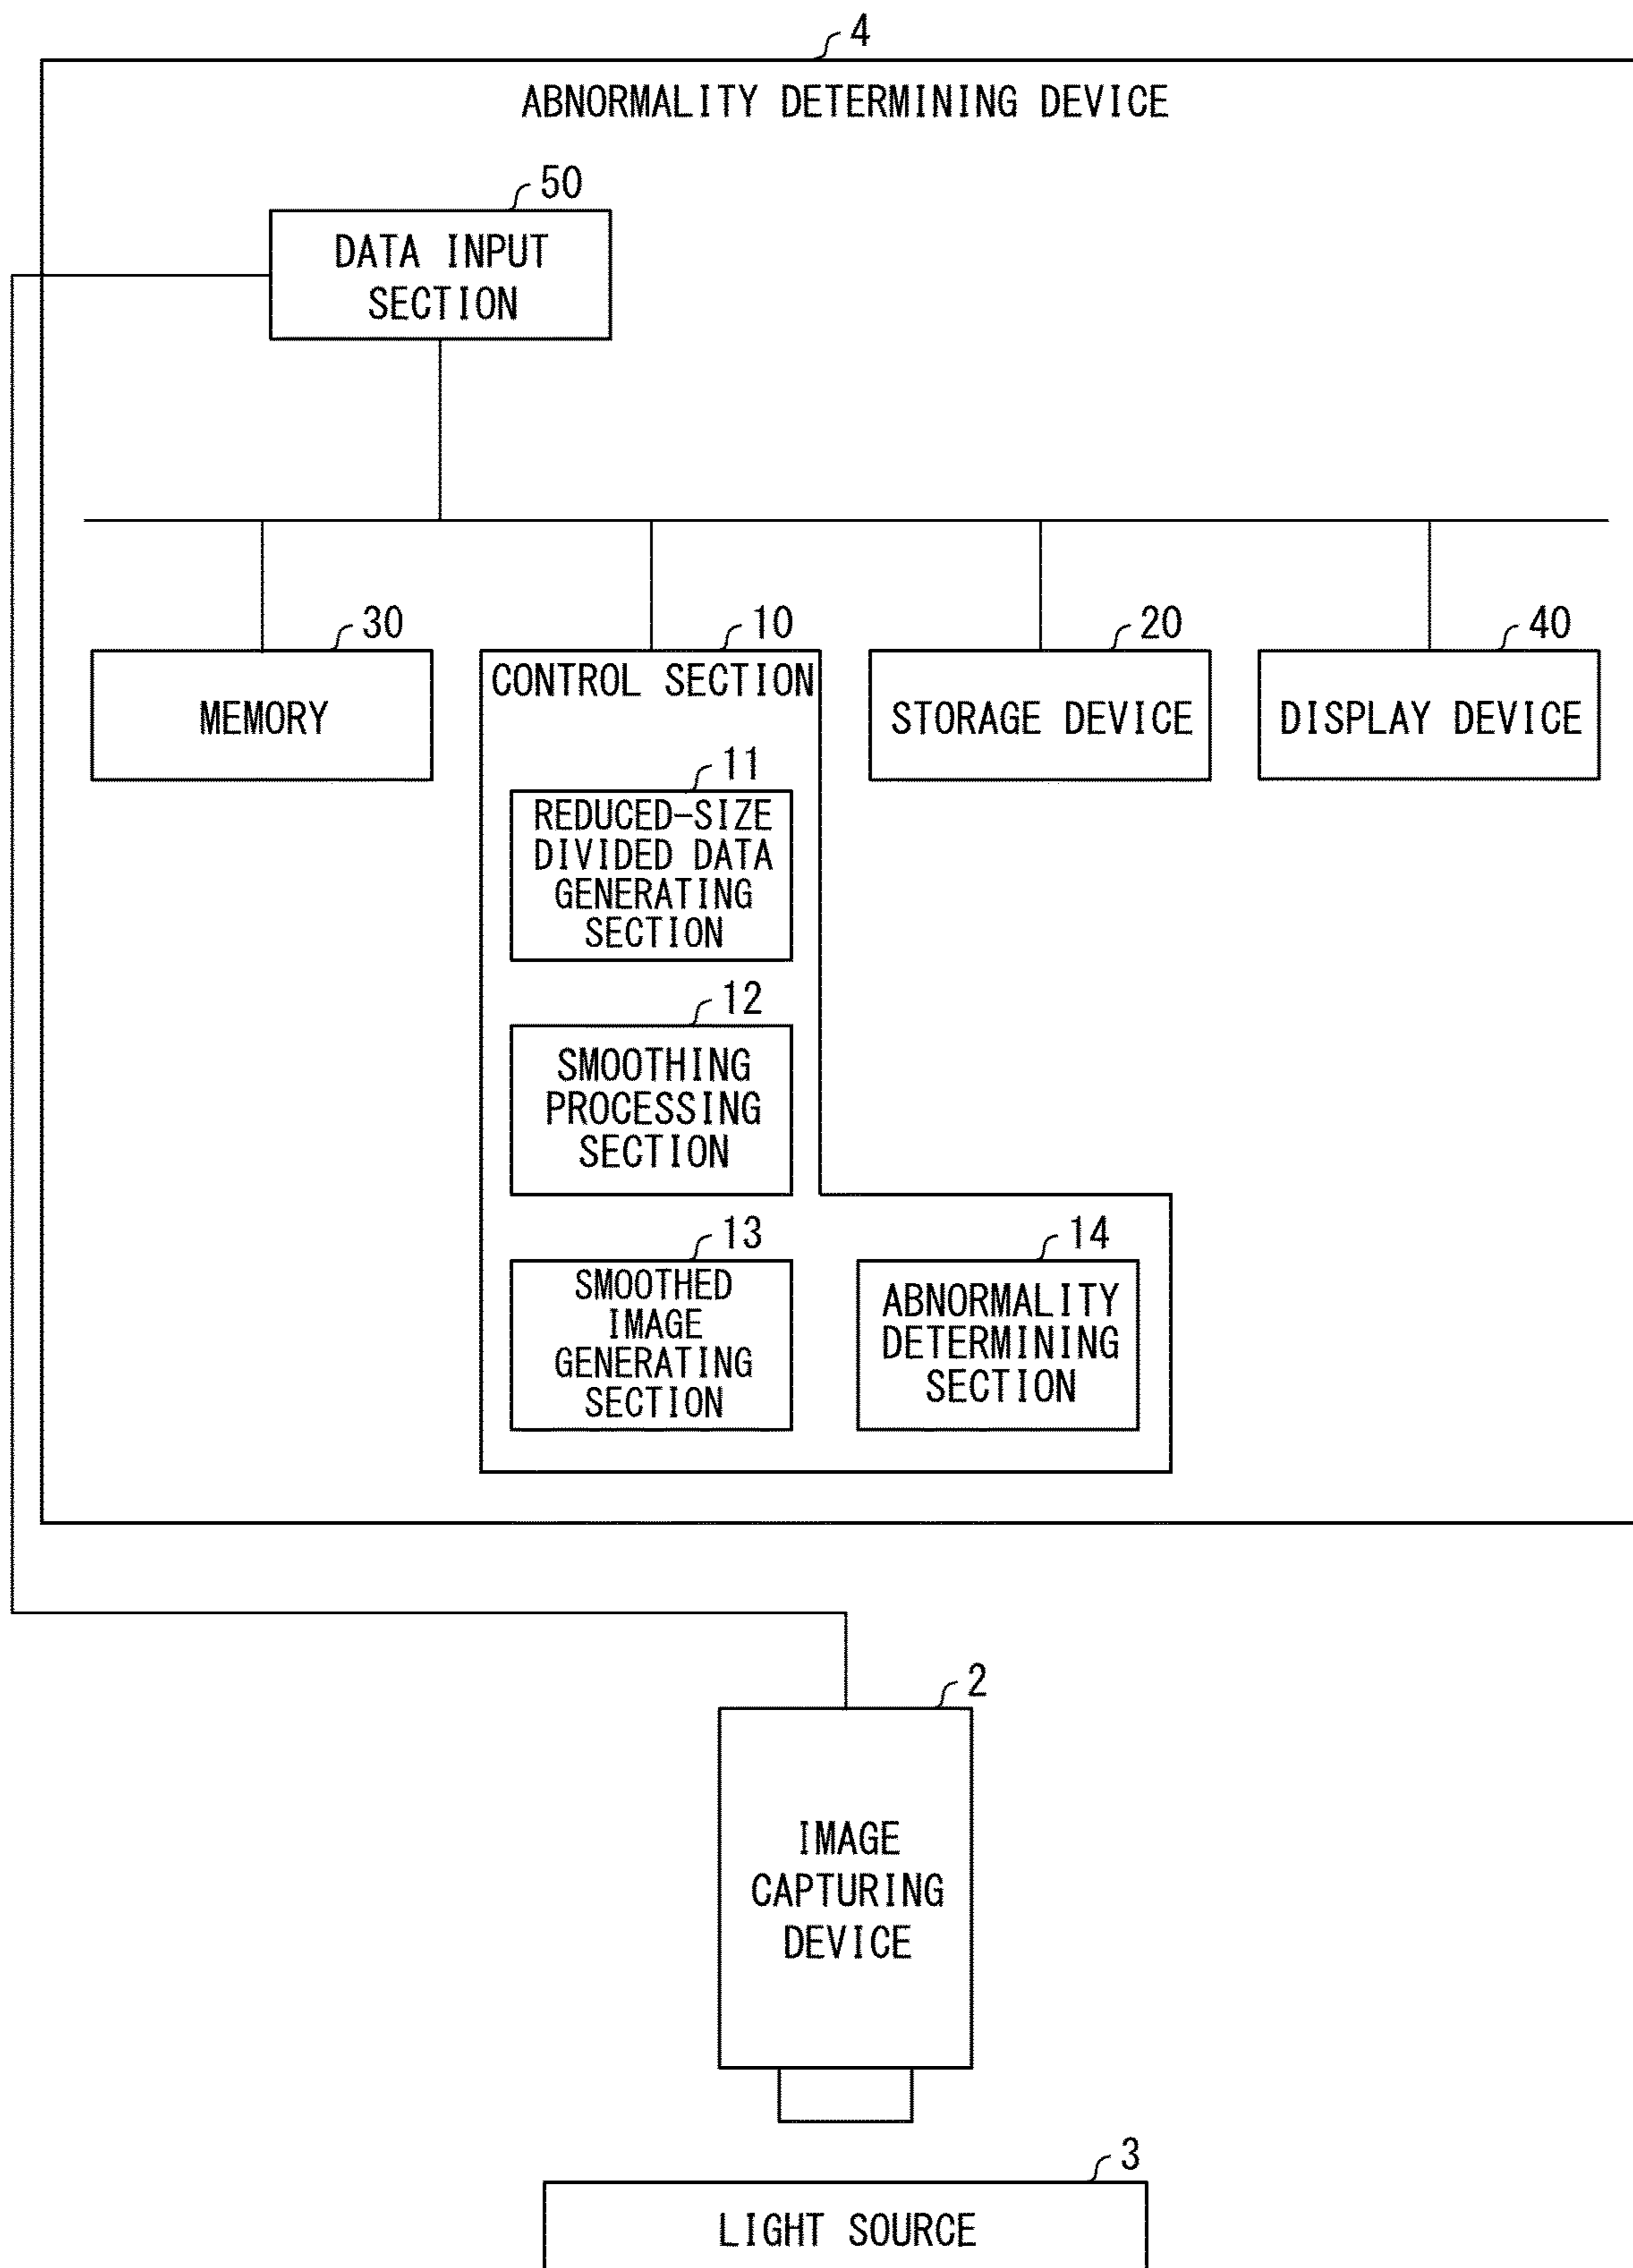 4
ABNORMALITY DETERMINING DEVICE
50
DATA INPUT
SECTION
30
MEMORY
10
CONTROL SECTION
20
STORAGE DEVICE
40
DISPLAY DEVICE
11
REDUCED-SIZE
DIVIDED DATA
GENERATING
SECTION
12
SMOOTHING
PROCESSING
SECTION
13
SMOOTHED
IMAGE
GENERATING
SECTION
14
ABNORMALITY
DETERMINING
SECTION
2
IMAGE
CAPTURING
DEVICE
3
LIGHT SOURCE